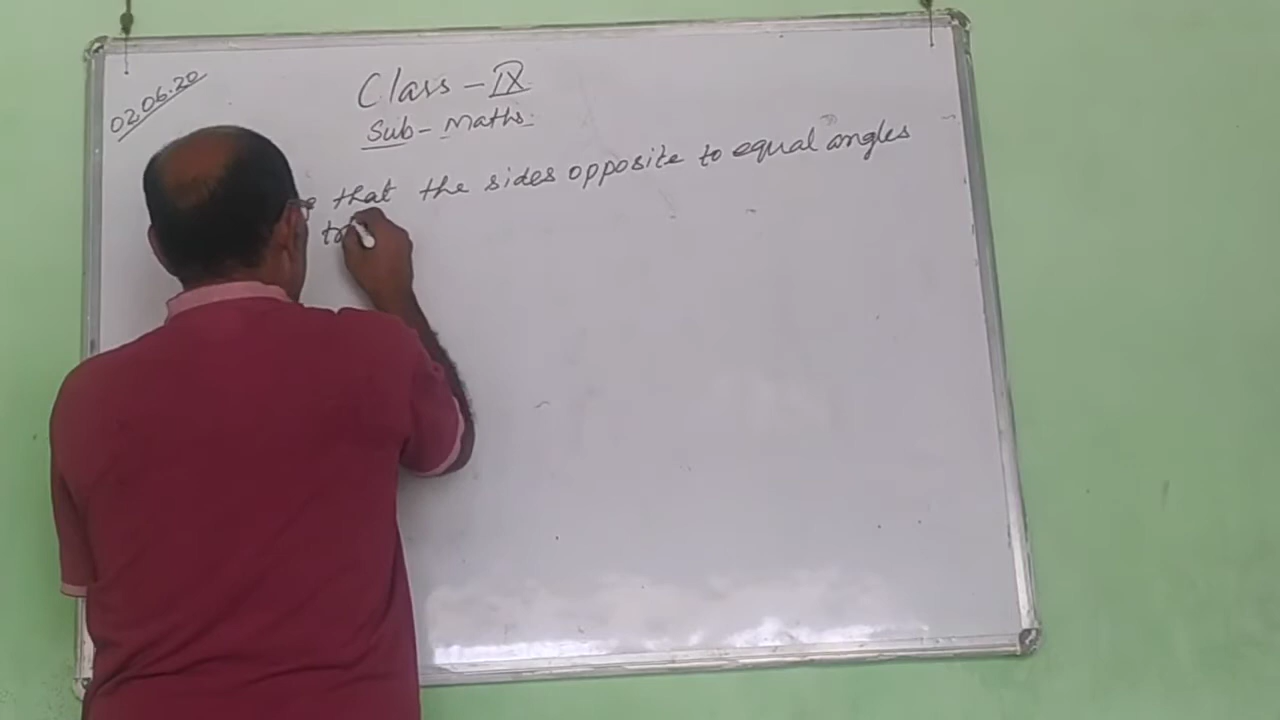 02.06.20
Class - IX
Sub - Maths.
that the sides opposite to equal angles